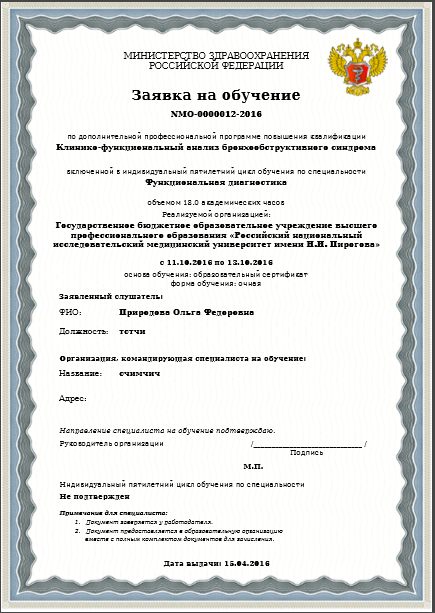 МИНИСТЕРСТВО ЗДРАВООХРАНЕНИЯ
РОССИЙСКОЙ ФЕДЕРАЦИИ
Заявка на обучение
NMO-0000012-2016
по дополнительной профессиональной программе повышения квалификации
Клинико-функциональный анализ бронхообструктивного синдрома
включенной в индивидуальный пятилетний цикл обучения по специальности
Функциональная диагностика
объемом 18.0 академических часов
Реализуемой организацией:
Государственное бюджетное образовательное учреждение высшего
профессионального образования «Российский национальный
исследовательский медицинский университет имени Н.И. Пирогова»
с 11.10.2016 по 13.10.2016
основа обучения: образовательный сертификат
форма обучения: очная
Заявленный слушатель:
ФИО: Природова Ольга Федоровна
Должность: тстчи
Организация, командирующая специалиста на обучение:
Название: счимчич
Адрес:
Направление специалиста на обучение подтверждаю.
Руководитель организации /____________________________ /
Подпись
М.П.
Индивидуальный пятилетний цикл обучения по специальности
Не подтвержден
Примечание для специалиста:
1. Документ заверяется у работодателя.
2. Документ предоставляется в образовательную организацию
вместе с полным комплектом документов для зачисления.
Дата выдачи: 15.04.2016